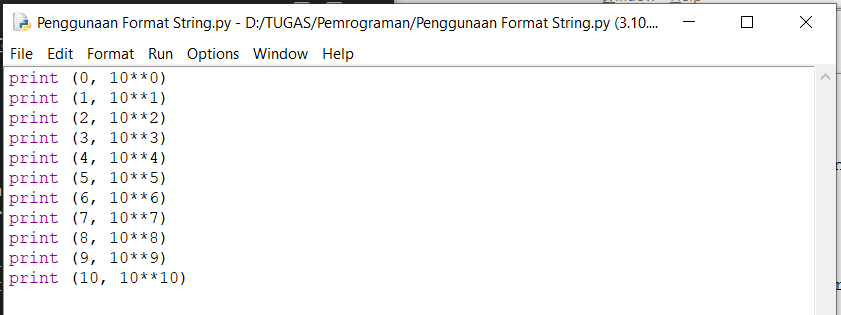 Penggunaan Format String.py - D:/TUGAS/Pemrograman/Penggunaan Format String.py (3.10....
File Edit Format Run Options Window Help
print (0, 10**0)
print (1, 10**1)
print (2, 10**2)
print (3, 10**3)
print (4, 10**4)
print (5, 10**5)
print (6, 10**6)
print (7, 10**7)
print (8, 10**8)
print (9, 10**9)
print (10, 10**10)